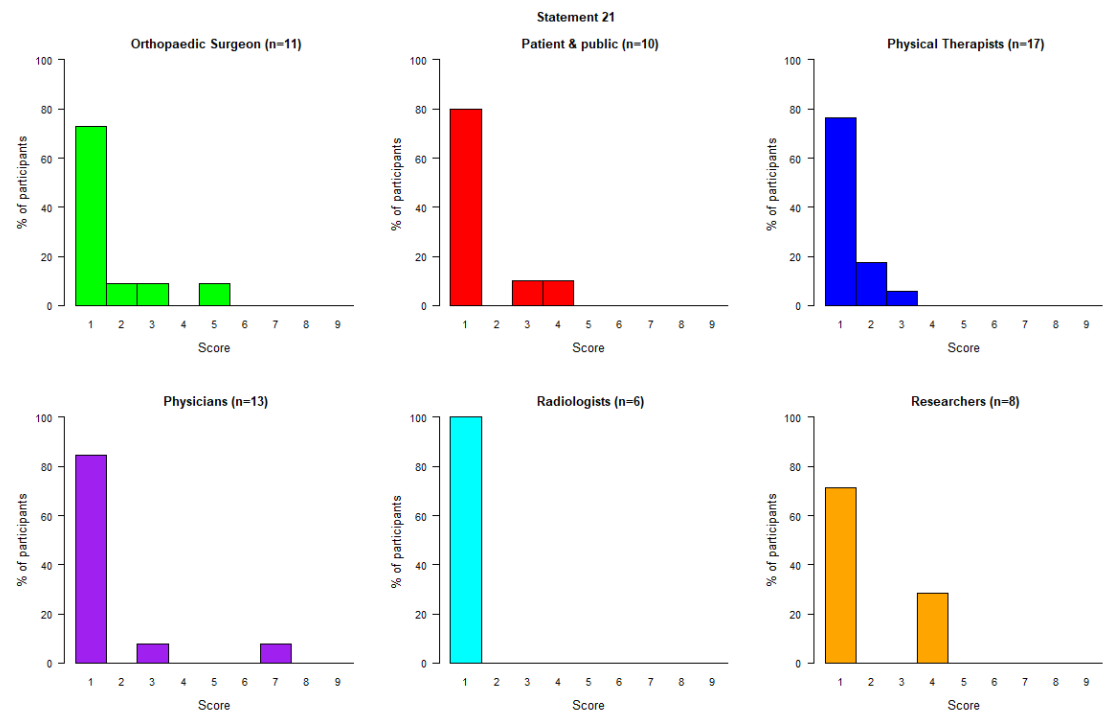 Statement 21
Orthopaedic Surgeon (n=11)
100
80
60
40
20
0
% of participants
1 2 3 4 5 6 7 8 9
Score
Patient & public (n=10)
100
80
60
40
20
0
% of participants
1 2 3 4 5 6 7 8 9
Score
Physical Therapists (n=17)
100
80
60
40
20
0
% of participants
1 2 3 4 5 6 7 8 9
Score
Physicians (n=13)
100
80
60
40
20
0
% of participants
1 2 3 4 5 6 7 8 9
Score
Radiologists (n=6)
100
80
60
40
20
0
% of participants
1 2 3 4 5 6 7 8 9
Score
Researchers (n=8)
100
80
60
40
20
0
% of participants
1 2 3 4 5 6 7 8 9
Score